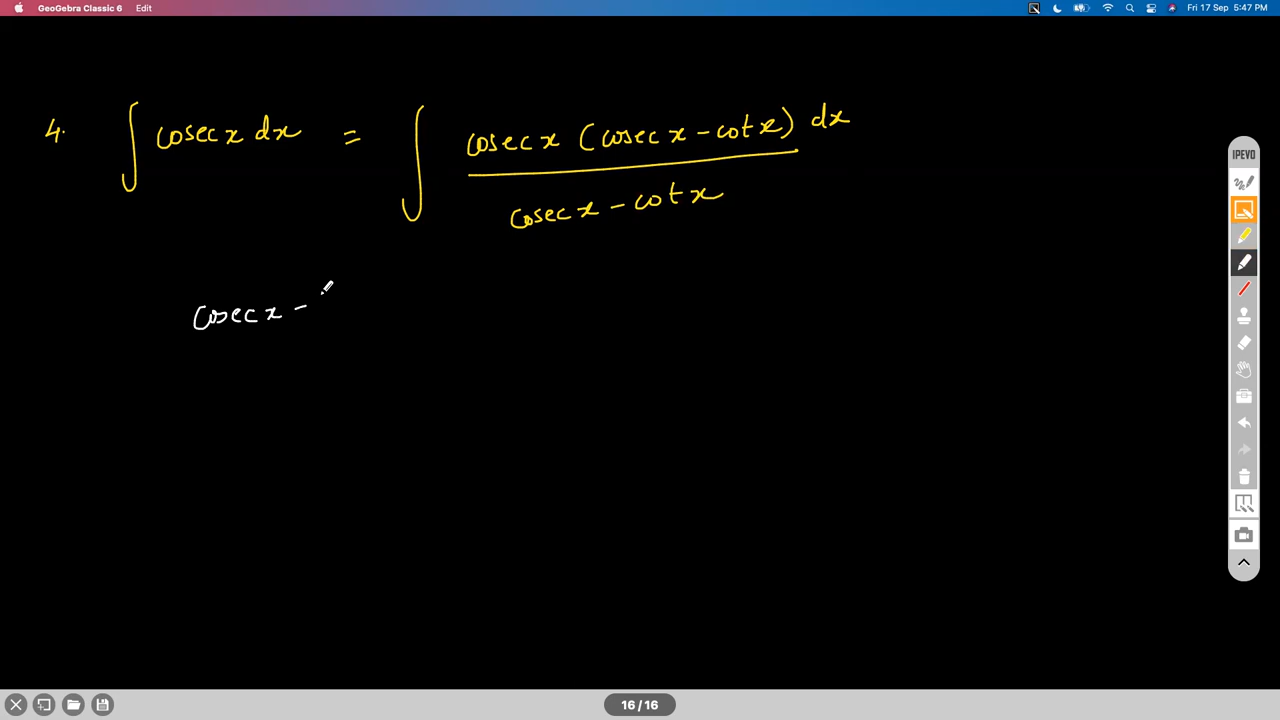 GeoGebra Classic 6 Edit Fri 17 Sep 5:47 PM
4. ∫ cosec x dx = ∫ cosec x (cosec x - cot x) dx
cosec x - cot x
IPEVO
cosec x -
16 / 16